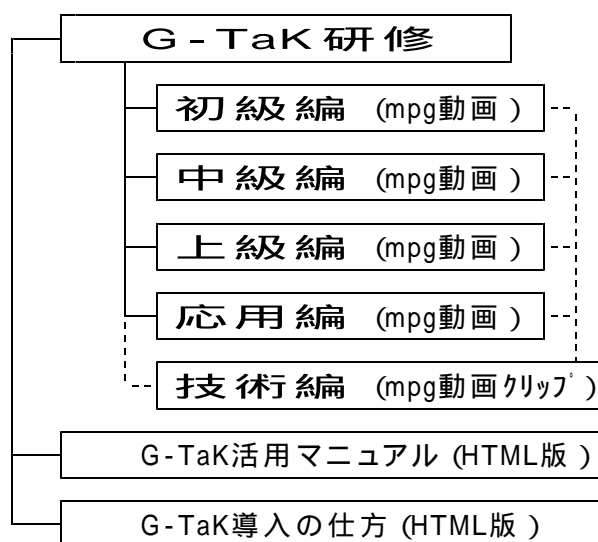 G-TaK研修
初級編 (mpg動画)
中級編 (mpg動画)
上級編 (mpg動画)
応用編 (mpg動画)
技術編 (mpg動画ｸﾘｯﾌﾟ)
G-TaK活用マニュアル (HTML版)
G-TaK導入の仕方 (HTML版)